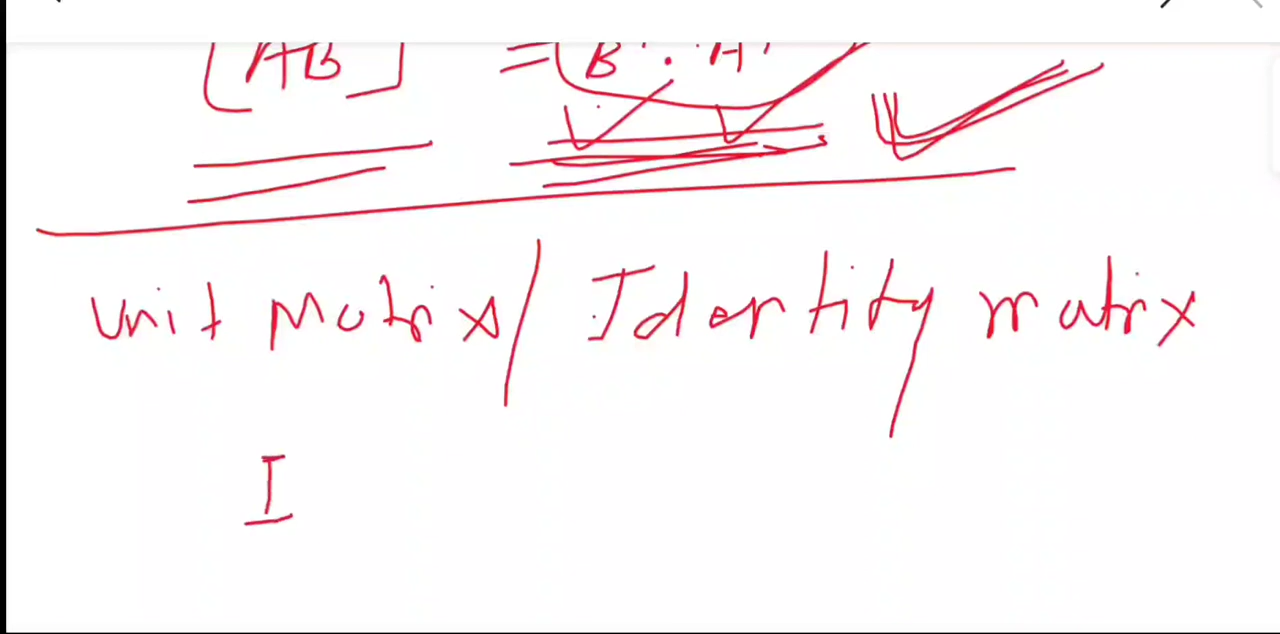 [AB] = (B' . A'
Unit Matrix/ Identity matrix
I